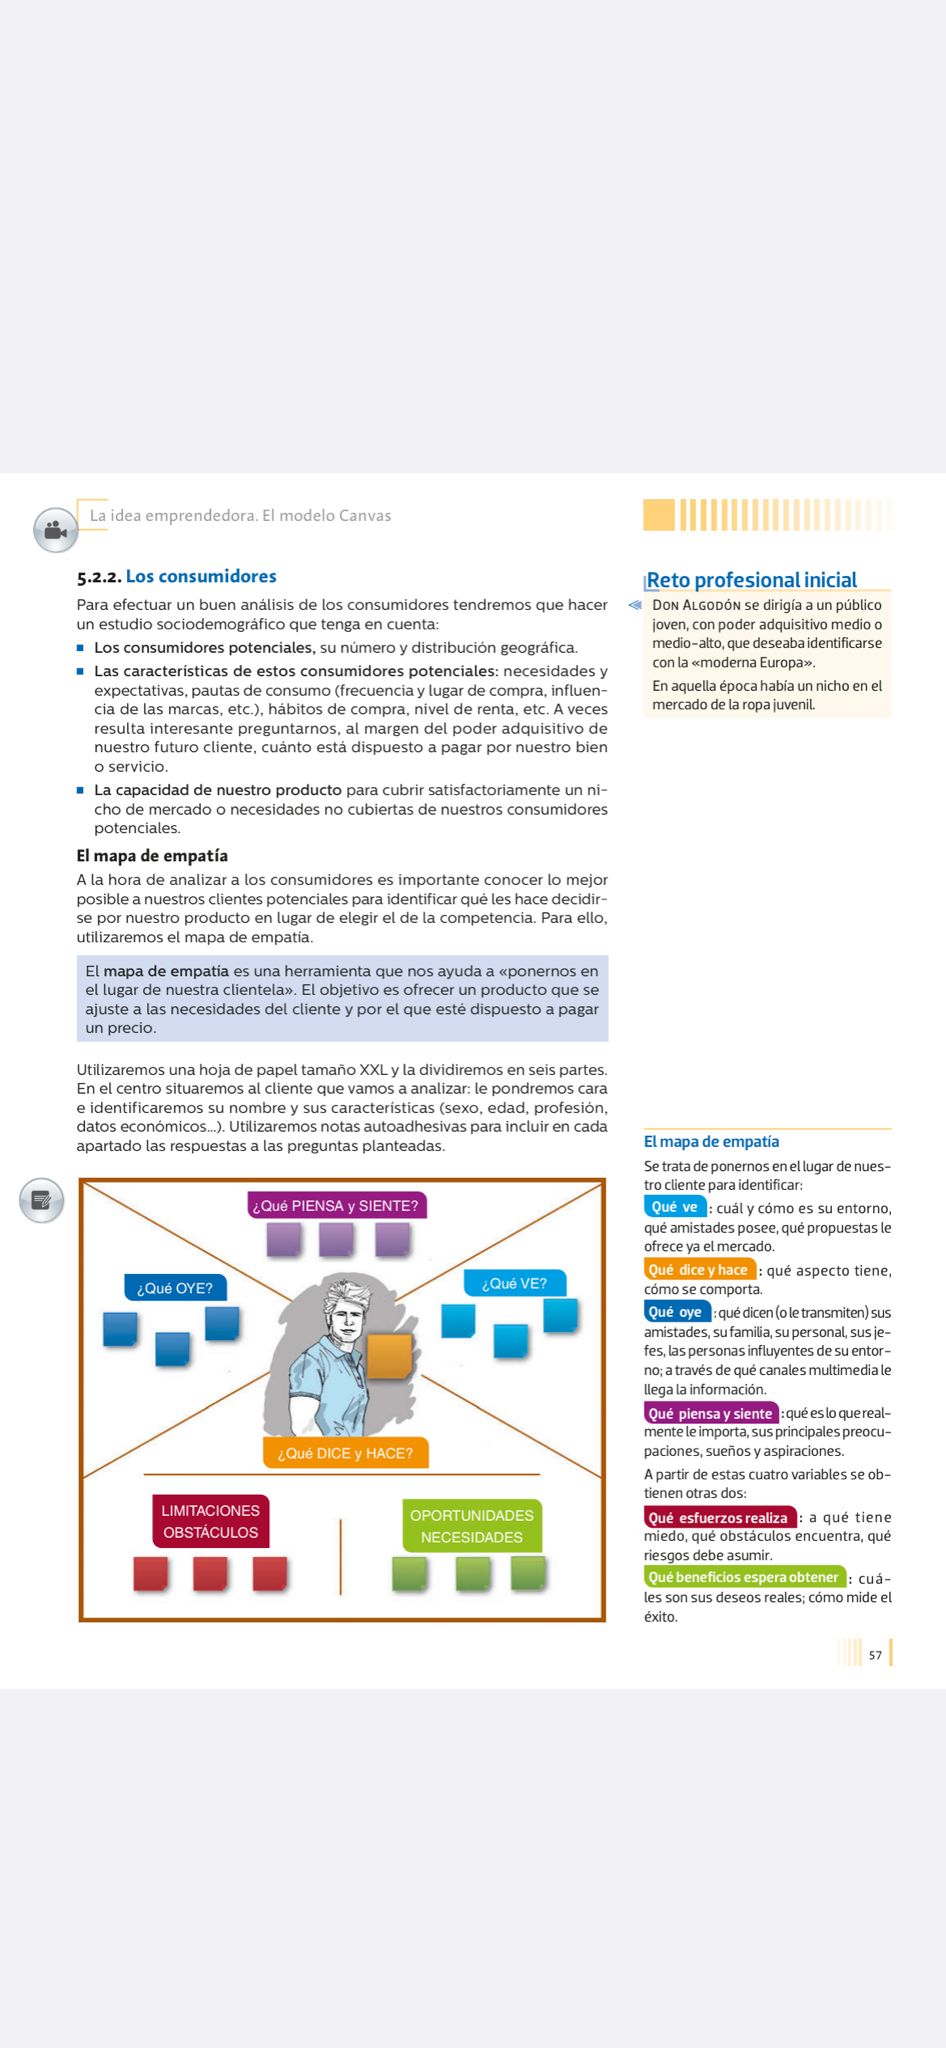 La idea emprendedora. El modelo Canvas
5.2.2. Los consumidores
Para efectuar un buen análisis de los consumidores tendremos que hacer
un estudio sociodemográfico que tenga en cuenta:
Los consumidores potenciales, su número y distribución geográfica.
Las características de estos consumidores potenciales: necesidades y
expectativas, pautas de consumo (frecuencia y lugar de compra, influen-
cia de las marcas, etc.), hábitos de compra, nivel de renta, etc. A veces
resulta interesante preguntarnos, al margen del poder adquisitivo de
nuestro futuro cliente, cuánto está dispuesto a pagar por nuestro bien
o servicio.
La capacidad de nuestro producto para cubrir satisfactoriamente un ni-
cho de mercado o necesidades no cubiertas de nuestros consumidores
potenciales.
El mapa de empatía
A la hora de analizar a los consumidores es importante conocer lo mejor
posible a nuestros clientes potenciales para identificar qué les hace decidir-
se por nuestro producto en lugar de elegir el de la competencia. Para ello,
utilizaremos el mapa de empatía.
El mapa de empatía es una herramienta que nos ayuda a «ponernos en
el lugar de nuestra clientela». El objetivo es ofrecer un producto que se
ajuste a las necesidades del cliente y por el que esté dispuesto a pagar
un precio.
Utilizaremos una hoja de papel tamaño XXL y la dividiremos en seis partes.
En el centro situaremos al cliente que vamos a analizar: le pondremos cara
e identificaremos su nombre y sus características (sexo, edad, profesión,
datos económicos...). Utilizaremos notas autoadhesivas para incluir en cada
apartado las respuestas a las preguntas planteadas.
¿Qué PIENSA y SIENTE?
¿Qué OYE?
¿Qué VE?
¿Qué DICE y HACE?
LIMITACIONES
OBSTÁCULOS
OPORTUNIDADES
NECESIDADES
Reto profesional inicial
DON ALGODÓN se dirigía a un público
joven, con poder adquisitivo medio o
medio-alto, que deseaba identificarse
con la «moderna Europa».
En aquella época había un nicho en el
mercado de la ropa juvenil.
El mapa de empatía
Se trata de ponernos en el lugar de nues-
tro cliente para identificar:
Qué ve : cuál y cómo es su entorno,
qué amistades posee, qué propuestas le
ofrece ya el mercado.
Qué dice y hace : qué aspecto tiene,
cómo se comporta.
Qué oye : qué dicen (o le transmiten) sus
amistades, su familia, su personal, sus je-
fes, las personas influyentes de su entor-
no; a través de qué canales multimedia le
llega la información.
Qué piensa y siente : qué es lo que real-
mente le importa, sus principales preocu-
paciones, sueños y aspiraciones.
A partir de estas cuatro variables se ob-
tienen otras dos:
Qué esfuerzos realiza : a qué tiene
miedo, qué obstáculos encuentra, qué
riesgos debe asumir.
Qué beneficios espera obtener : cuá-
les son sus deseos reales; cómo mide el
éxito.
57